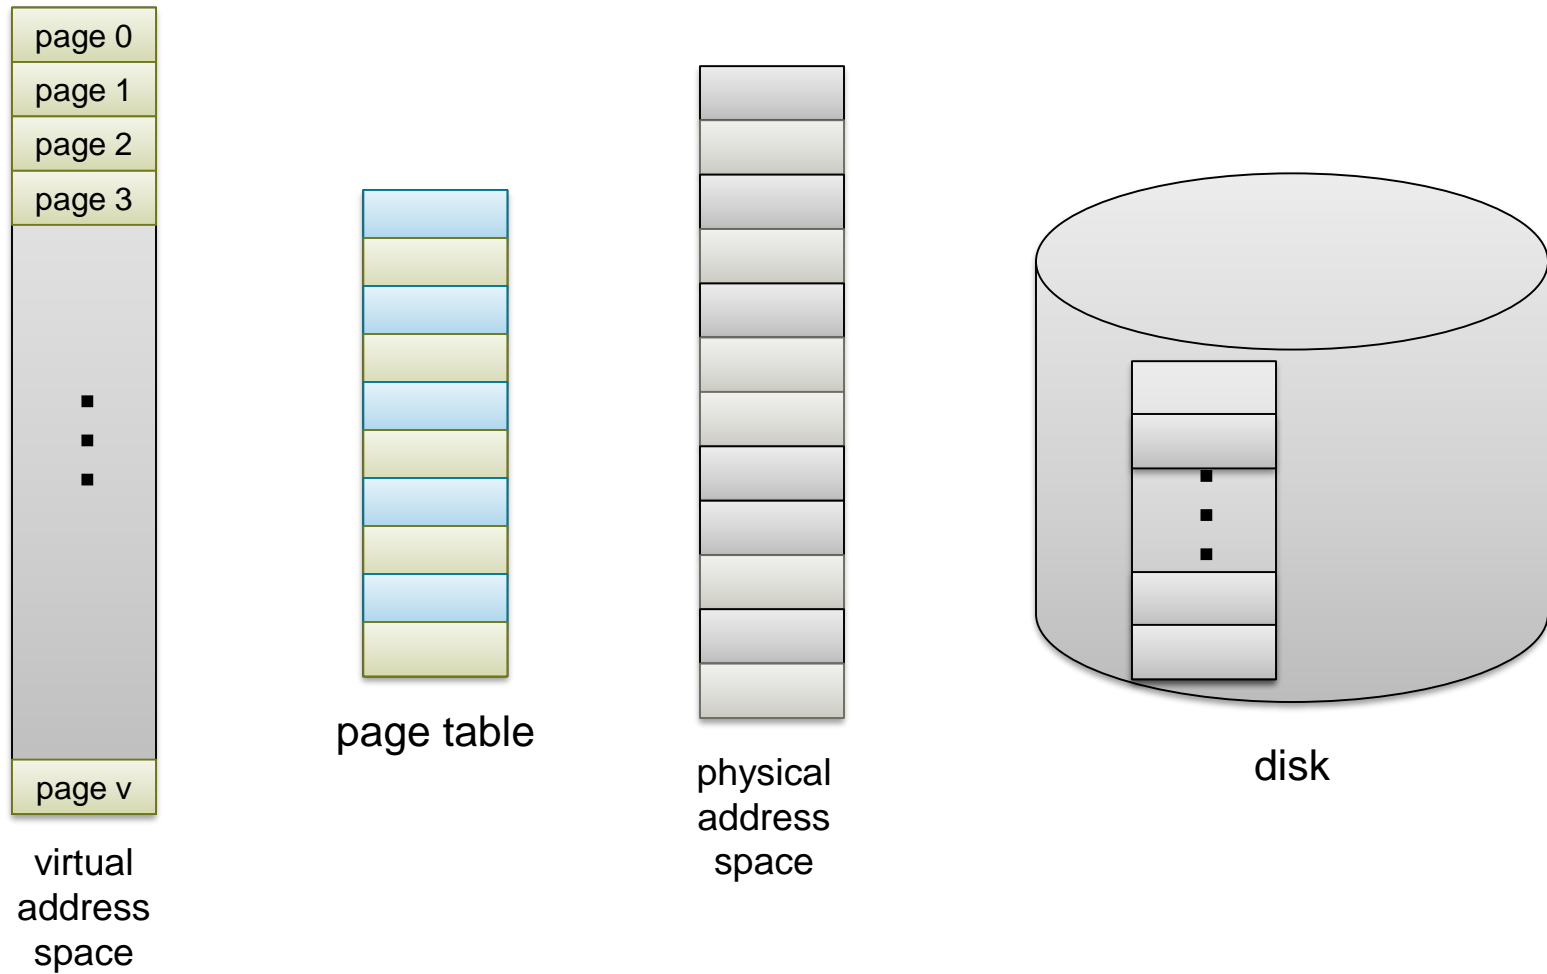 page 0
page 1
page 2
page 3
page v
virtual
address
space
page table
physical
address
space
disk